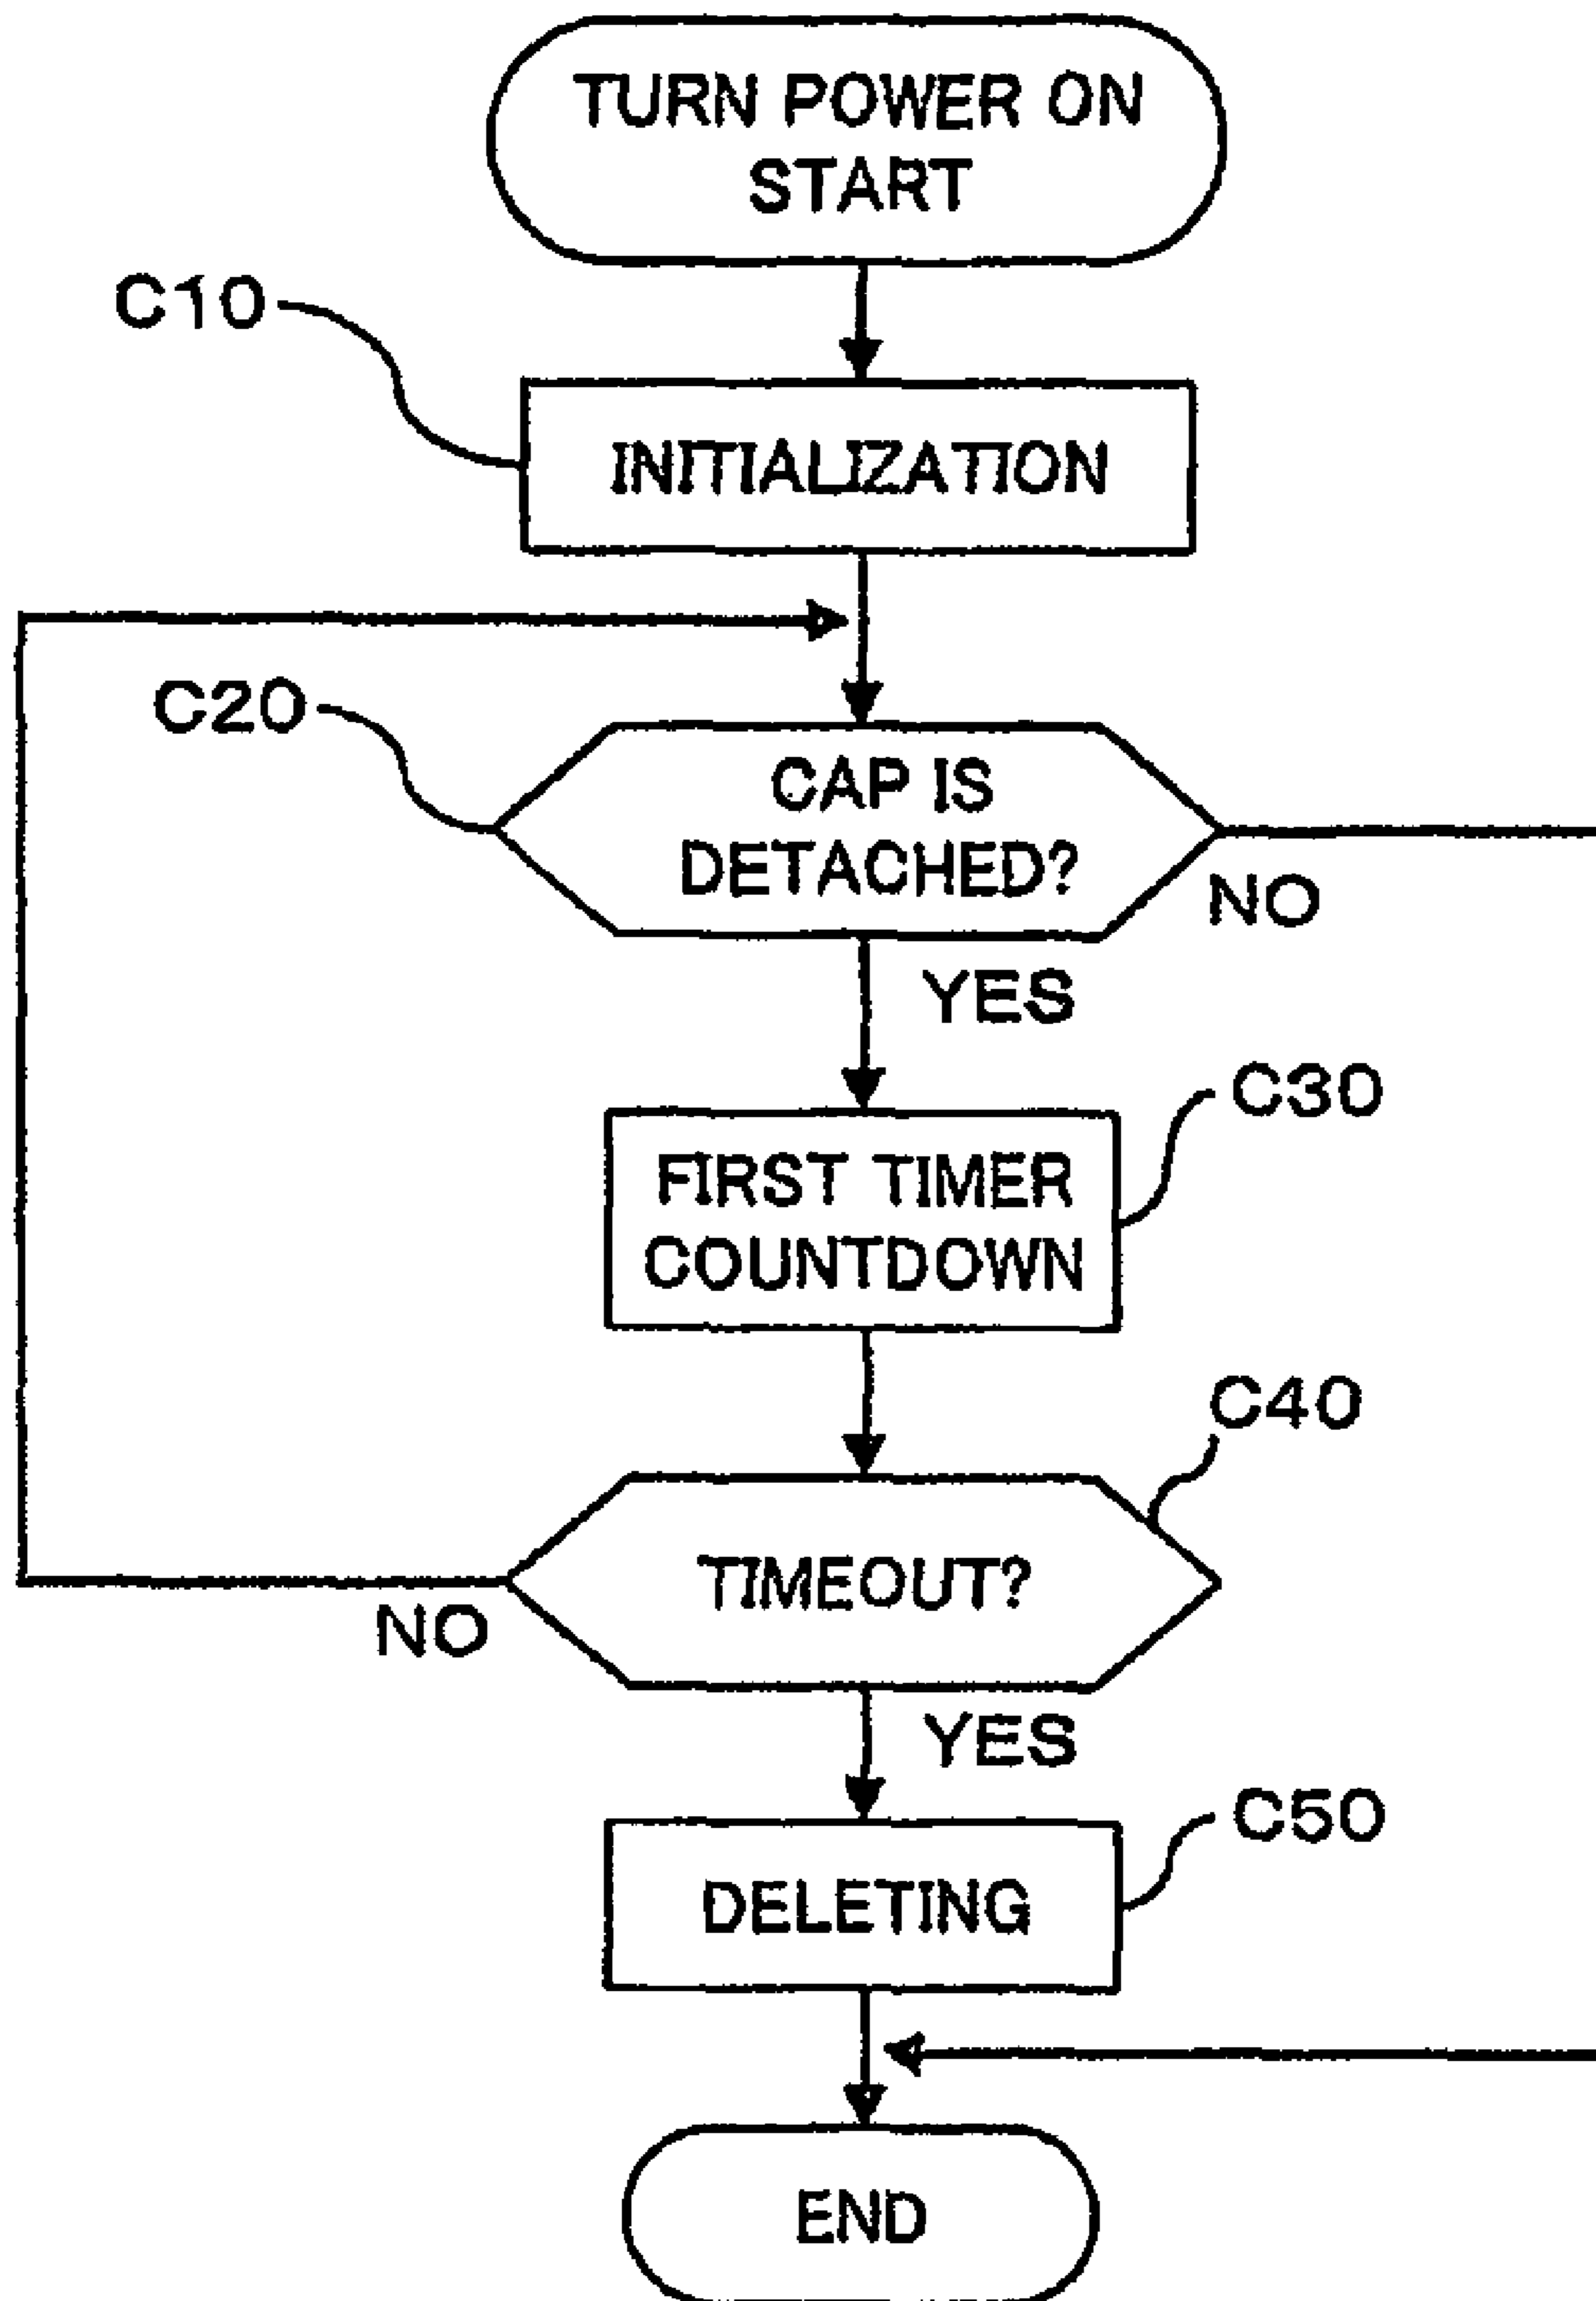 TURN POWER ON
START
C10
INITIALIZATION
C20
CAP IS
DETACHED?
NO
YES
C30
FIRST TIMER
COUNTDOWN
C40
TIMEOUT?
NO
YES
C50
DELETING
END